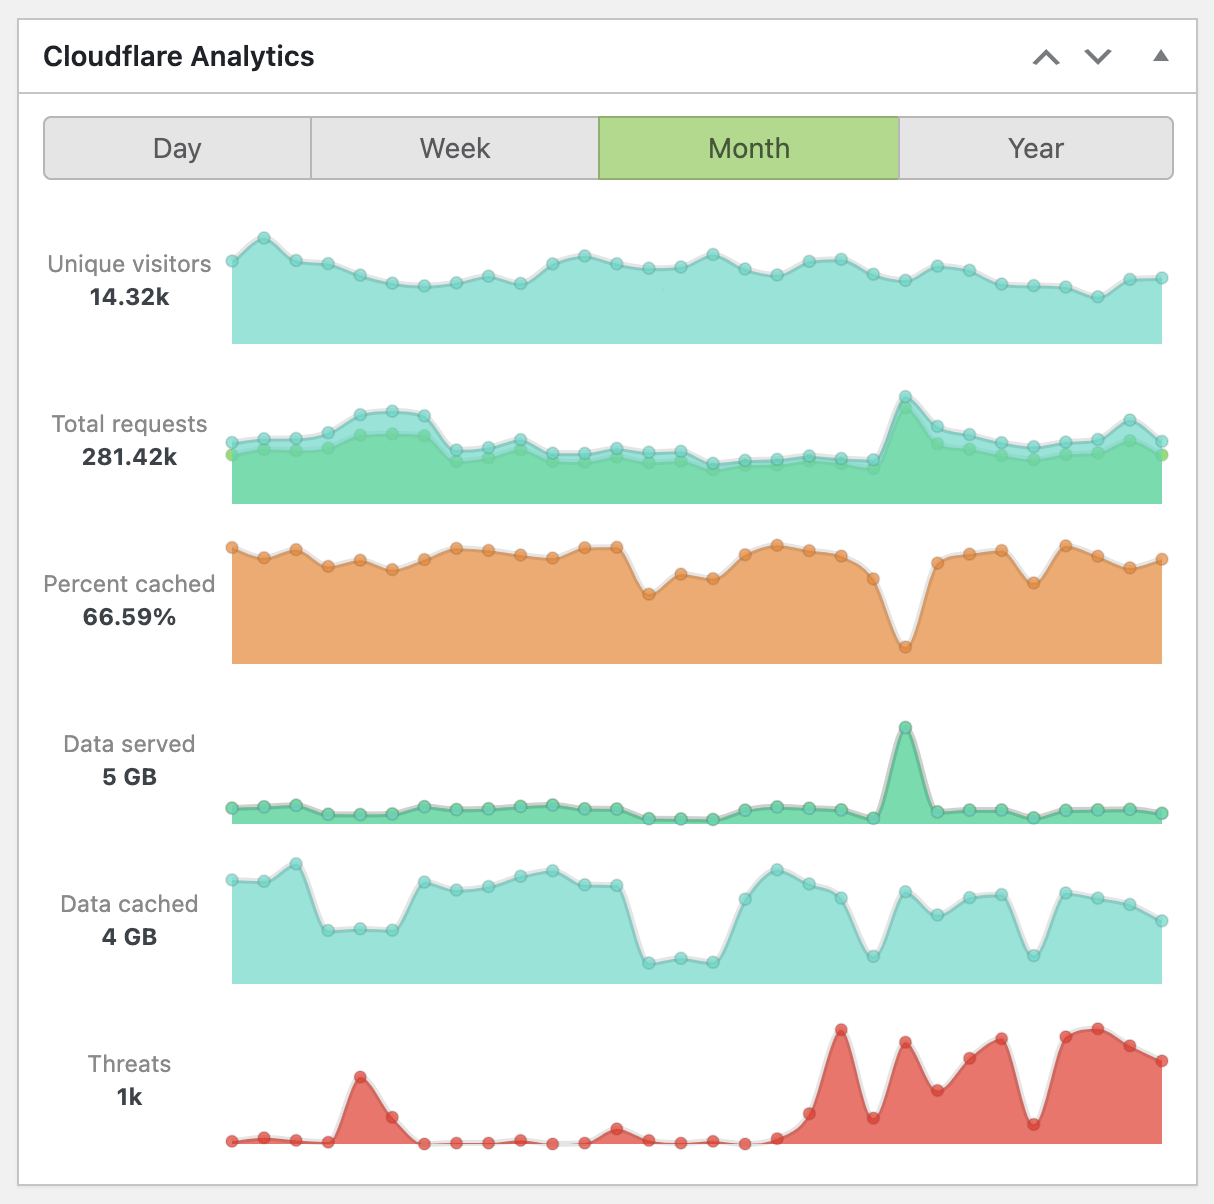 Cloudflare Analytics
Day
Week
Month
Year
Unique visitors
14.32k
Total requests
281.42k
Percent cached
66.59%
Data served
5 GB
Data cached
4 GB
Threats
1k